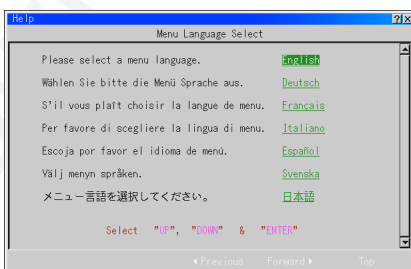 Help
Menu Language Select
Please select a menu language. English
Wählen Sie bitte die Menü Sprache aus. Deutsch
S'il vous plaît choisir la langue de menu. Français
Per favore di scegliere la lingua di menu. Italiano
Escoja por favor el idioma de menú. Español
Välj menyn språken. Svenska
メニュー言語を選択してください。 日本語
Select "UP", "DOWN" & "ENTER"
Previous Forward Top